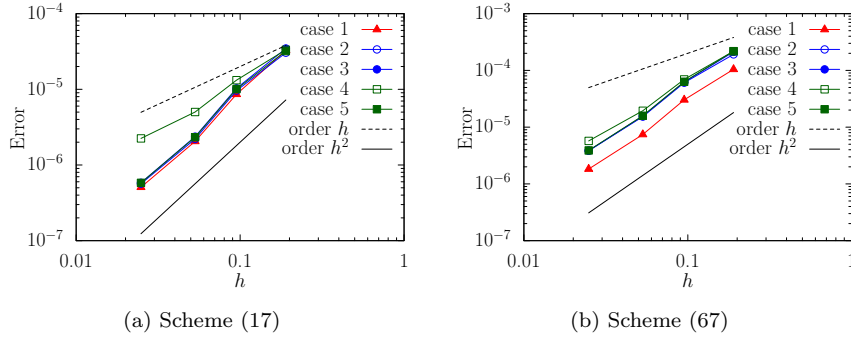 10⁻⁴
10⁻⁵
10⁻⁶
10⁻⁷
Error
0.01
0.1
1
h
case 1
case 2
case 3
case 4
case 5
order h
order h²
(a) Scheme (17)
10⁻³
10⁻⁴
10⁻⁵
10⁻⁶
10⁻⁷
Error
0.01
0.1
1
h
case 1
case 2
case 3
case 4
case 5
order h
order h²
(b) Scheme (67)